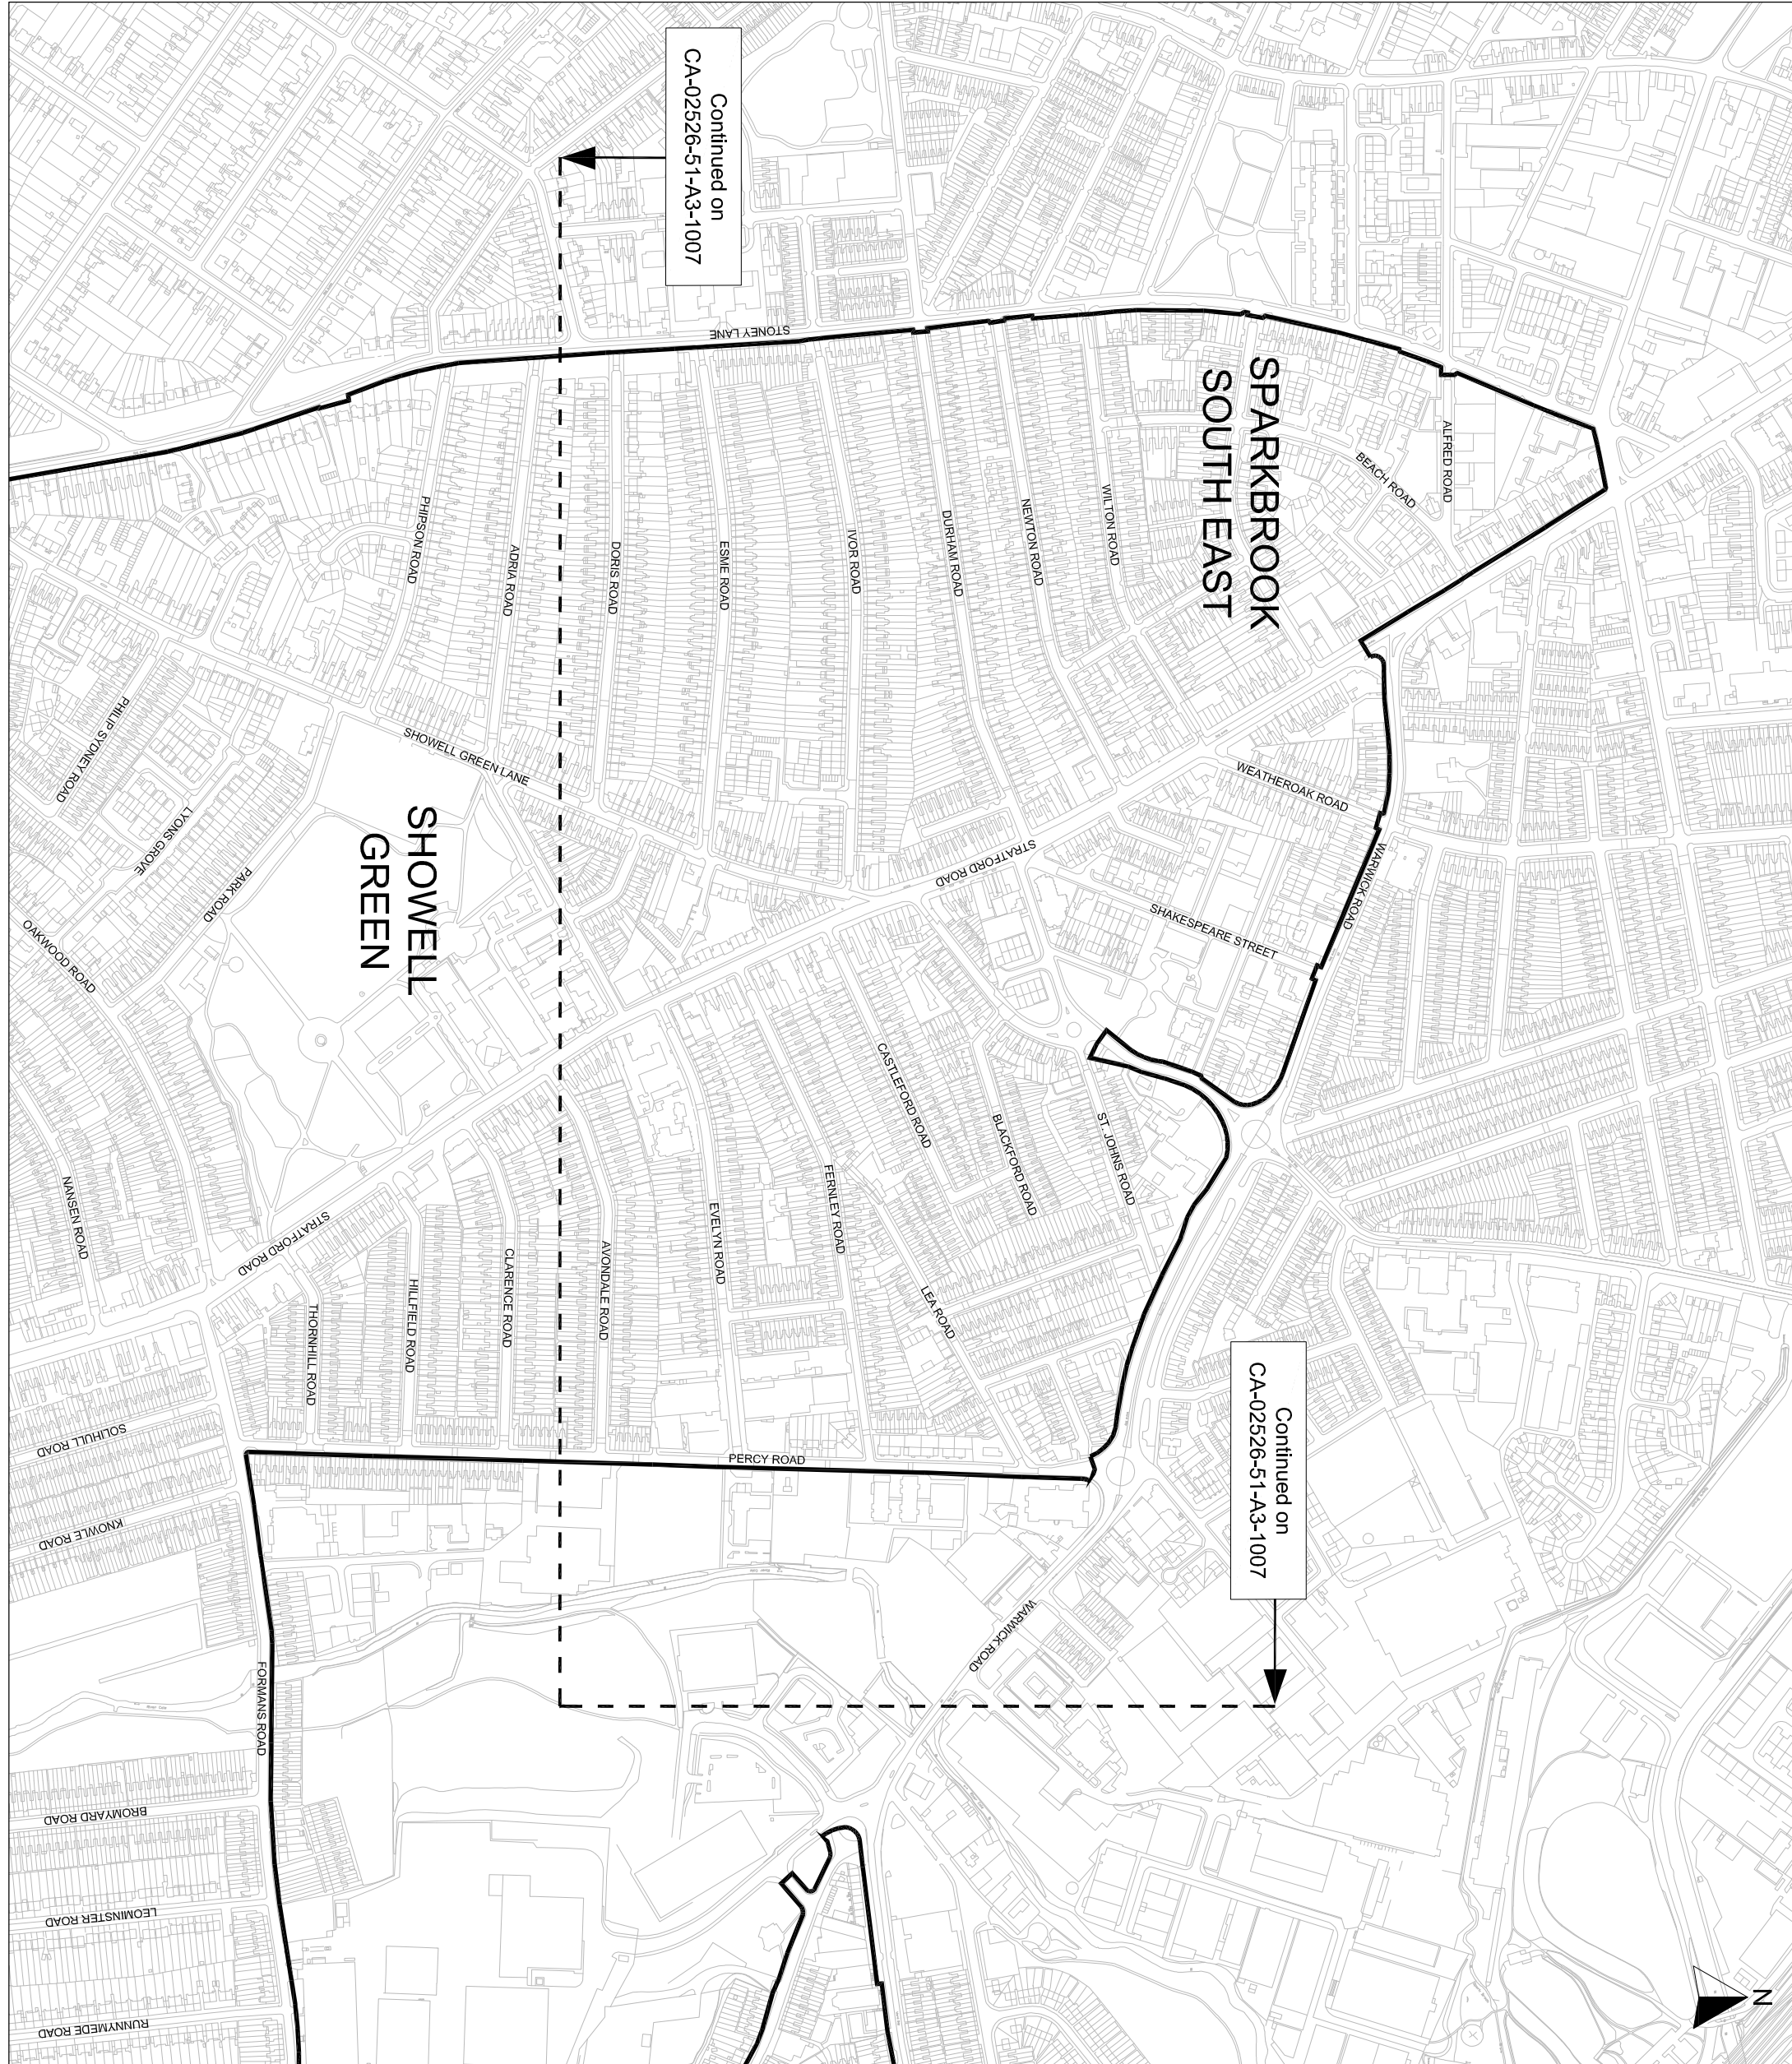 Continued on
CA-02526-51-A3-1007
STONEY LANE
SPARKBROOK
SOUTH EAST
ALFRED ROAD
BEACH ROAD
WILTON ROAD
NEWTON ROAD
DURHAM ROAD
IVOR ROAD
ESME ROAD
DORIS ROAD
ADRIA ROAD
PHIPSON ROAD
SHOWELL GREEN LANE
PHILIP SYDNEY ROAD
LYONS GROVE
PARK ROAD
OAKWOOD ROAD
SHOWELL
GREEN
WEATHEROAK ROAD
WARWICK ROAD
STRATFORD ROAD
SHAKESPEARE STREET
CASTLEFORD ROAD
BLACKFORD ROAD
ST. JOHNS ROAD
FERNLEY ROAD
EVELYN ROAD
LEA ROAD
AVONDALE ROAD
CLARENCE ROAD
HILLFIELD ROAD
THORNHILL ROAD
STRATFORD ROAD
NANSEN ROAD
SOLIHULL ROAD
KNOWLE ROAD
PERCY ROAD
Continued on
CA-02526-51-A3-1007
WARWICK ROAD
FORMANS ROAD
BROMYARD ROAD
LEOMINSTER ROAD
RUNNYMEDE ROAD
N